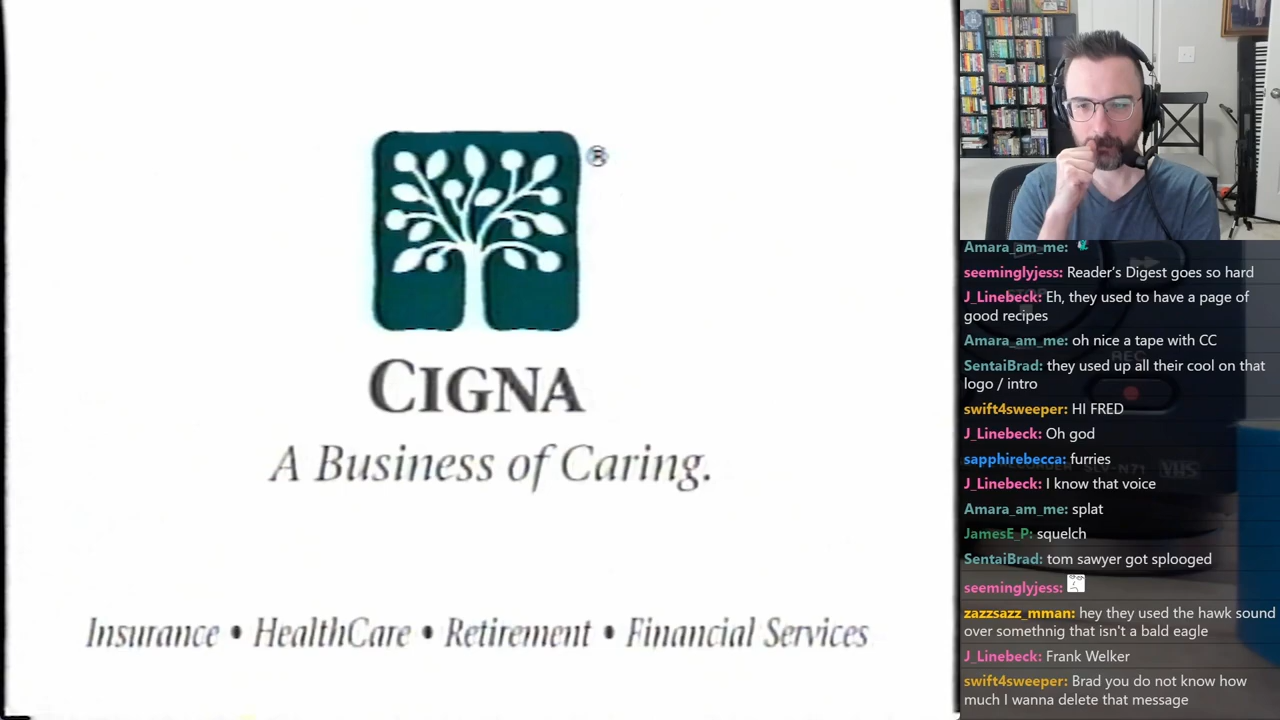 ®
CIGNA
A Business of Caring.
Insurance • HealthCare • Retirement • Financial Services
Amara_am_me:
seeminglyjess: Reader's Digest goes so hard
J_Linebeck: Eh, they used to have a page of
good recipes
Amara_am_me: oh nice a tape with CC
SentaiBrad: they used up all their cool on that
logo / intro
swift4sweeper: HI FRED
J_Linebeck: Oh god
sapphirebecca: furries
J_Linebeck: I know that voice
Amara_am_me: splat
JamesE_P: squelch
SentaiBrad: tom sawyer got splooged
seeminglyjess:
zazzsazz_mman: hey they used the hawk sound
over somethnig that isn't a bald eagle
J_Linebeck: Frank Welker
swift4sweeper: Brad you do not know how
much I wanna delete that message
REC
SLV-N71
VHS